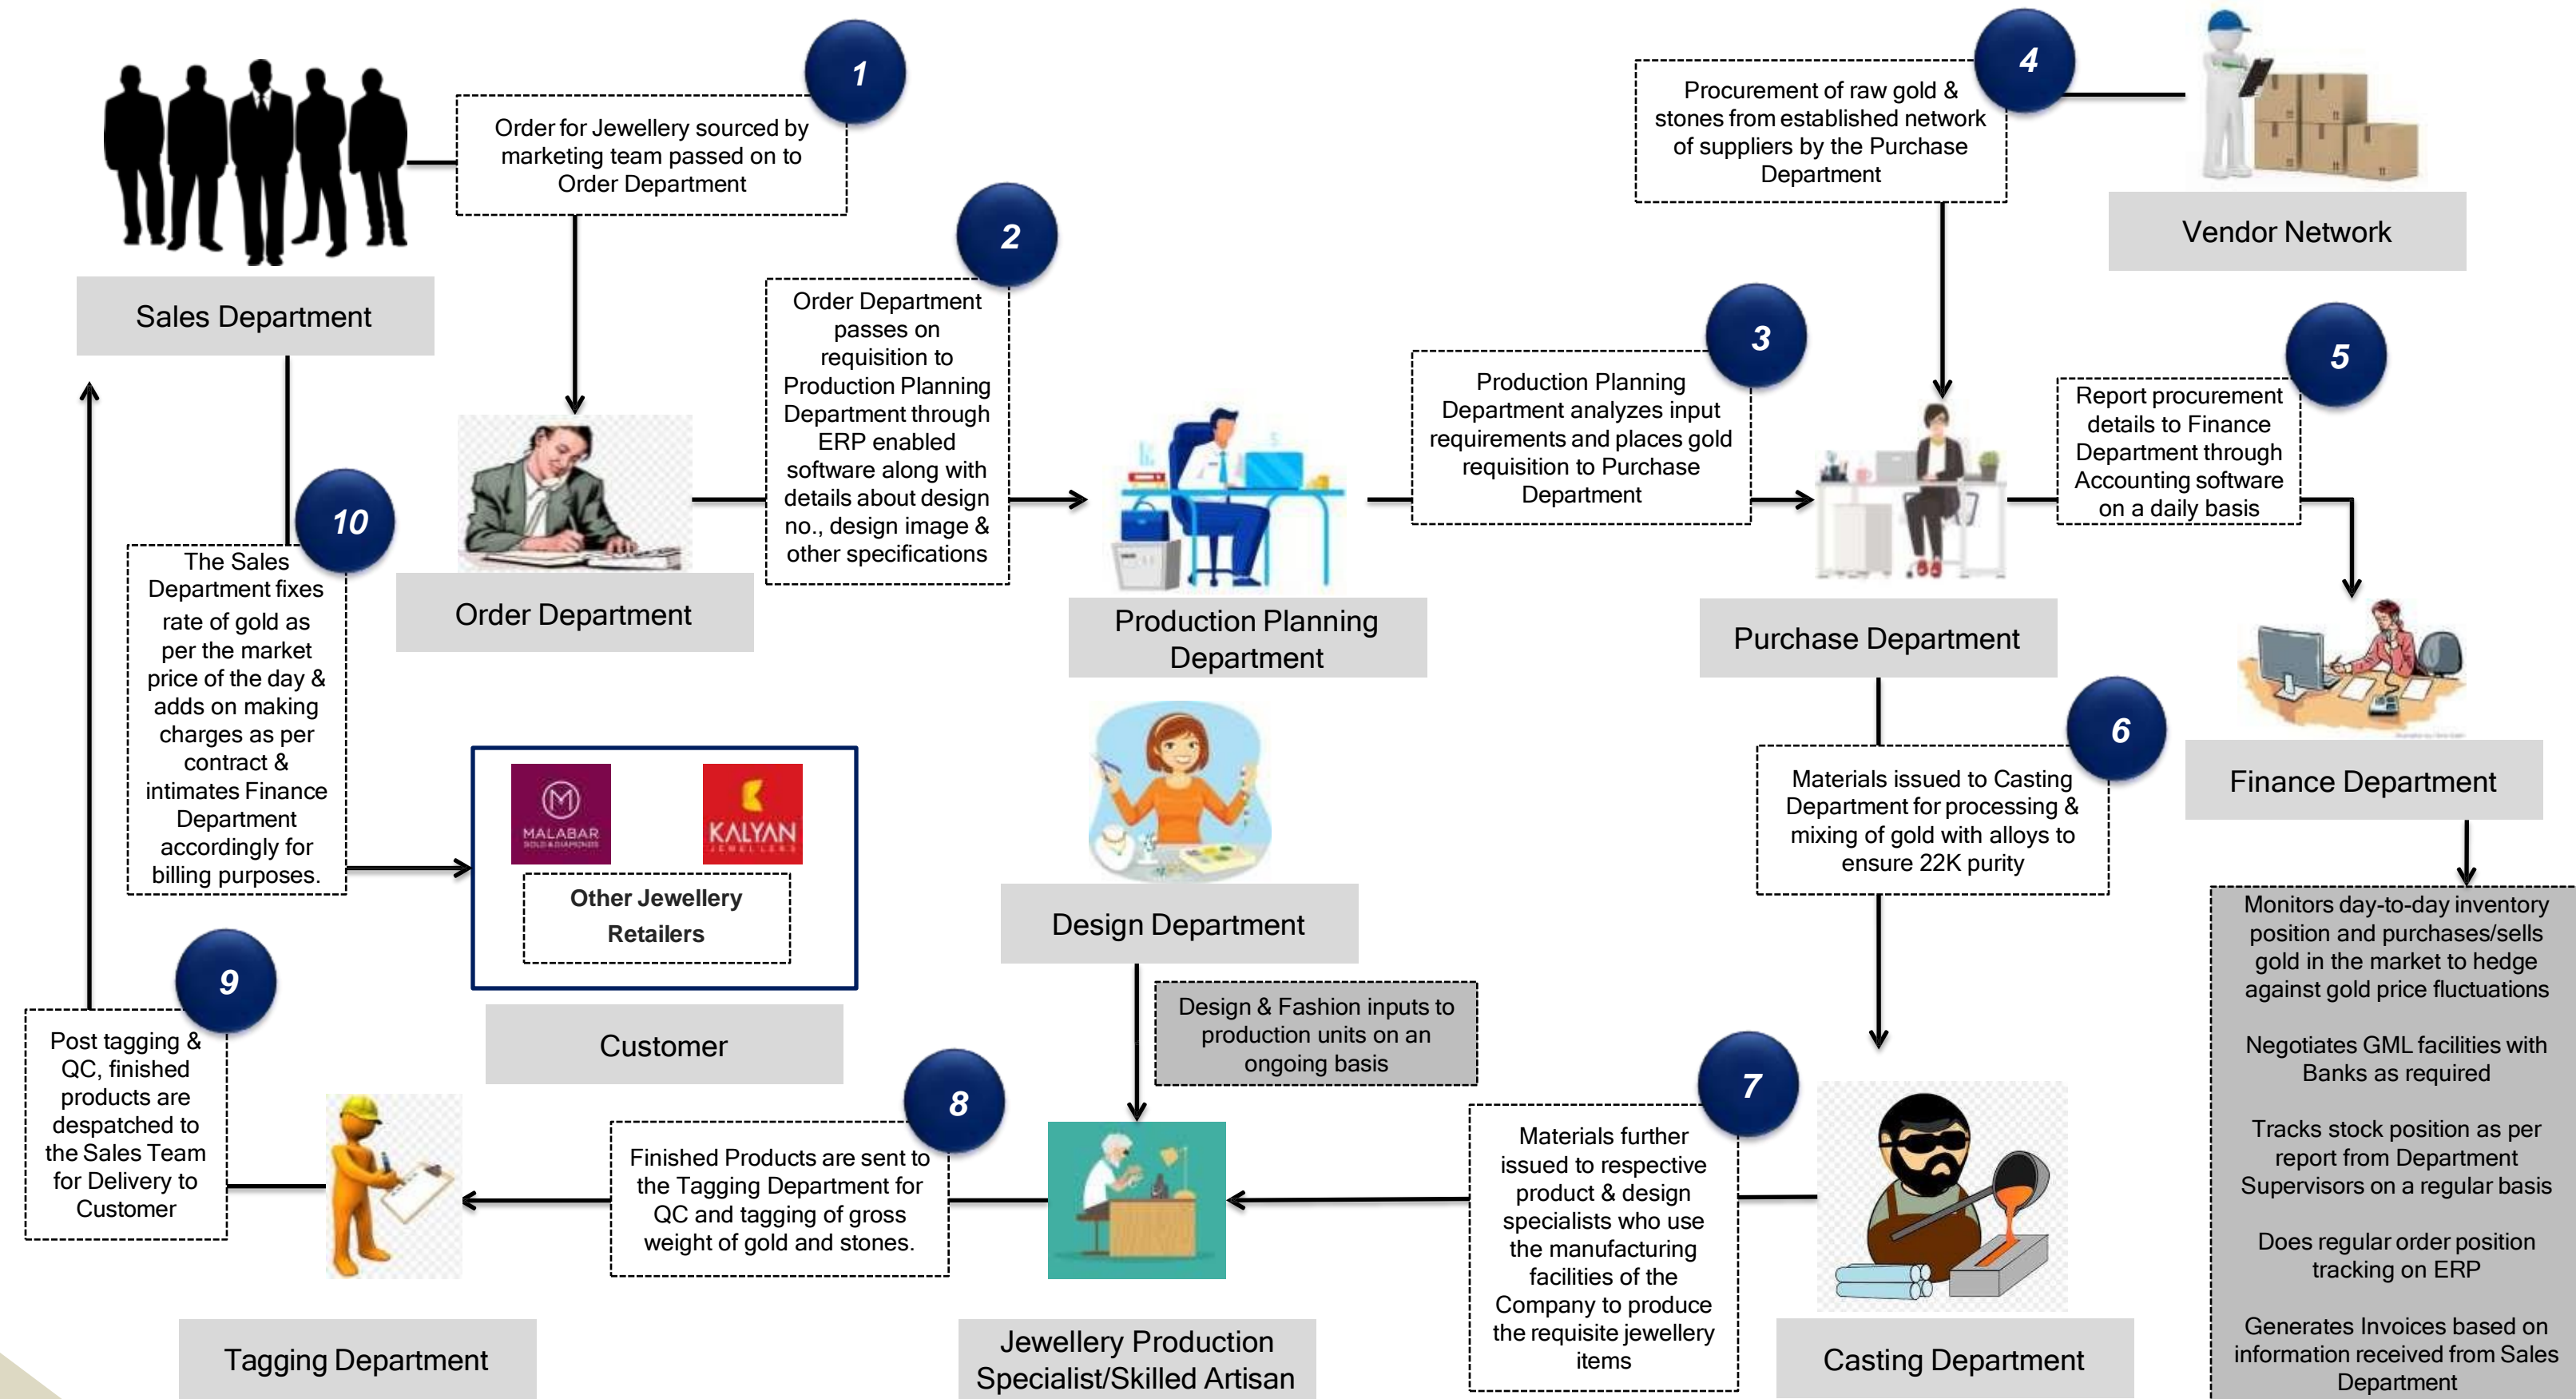 1
Order for Jewellery sourced by
marketing team passed on to
Order Department
Sales Department
2
Order Department
passes on
requisition to
Production Planning
Department through
ERP enabled
software along with
details about design
no., design image &
other specifications
Order Department
3
Production Planning
Department analyzes input
requirements and places gold
requisition to Purchase
Department
Production Planning
Department
4
Procurement of raw gold &
stones from established network
of suppliers by the Purchase
Department
Vendor Network
Purchase Department
5
Report procurement
details to Finance
Department through
Accounting software
on a daily basis
Finance Department
Monitors day-to-day inventory
position and purchases/sells
gold in the market to hedge
against gold price fluctuations
Negotiates GML facilities with
Banks as required
Tracks stock position as per
report from Department
Supervisors on a regular basis
Does regular order position
tracking on ERP
Generates Invoices based on
information received from Sales
Department
6
Materials issued to Casting
Department for processing &
mixing of gold with alloys to
ensure 22K purity
Casting Department
7
Materials further
issued to respective
product & design
specialists who use
the manufacturing
facilities of the
Company to produce
the requisite jewellery
items
Design Department
Design & Fashion inputs to
production units on an
ongoing basis
Jewellery Production
Specialist/Skilled Artisan
8
Finished Products are sent to
the Tagging Department for
QC and tagging of gross
weight of gold and stones.
Tagging Department
9
Post tagging &
QC, finished
products are
despatched to
the Sales Team
for Delivery to
Customer
10
The Sales
Department fixes
rate of gold as
per the market
price of the day &
adds on making
charges as per
contract &
intimates Finance
Department
accordingly for
billing purposes.
M
MALABAR
GOLD & DIAMONDS
KALYAN
JEWELLERS
Other Jewellery
Retailers
Customer